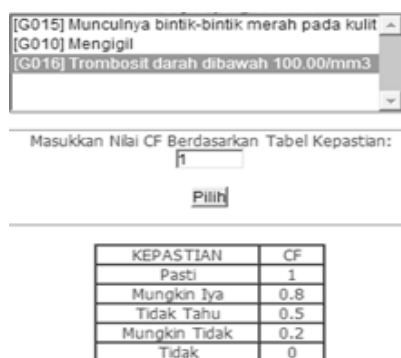 [G015] Munculnya bintik-bintik merah pada kulit
[G010] Mengigil
[G016] Trombosit darah dibawah 100.00/mm3
Masukkan Nilai CF Berdasarkan Tabel Kepastian:
1
Pilih
KEPASTIAN CF
Pasti 1
Mungkin Iya 0.8
Tidak Tahu 0.5
Mungkin Tidak 0.2
Tidak 0